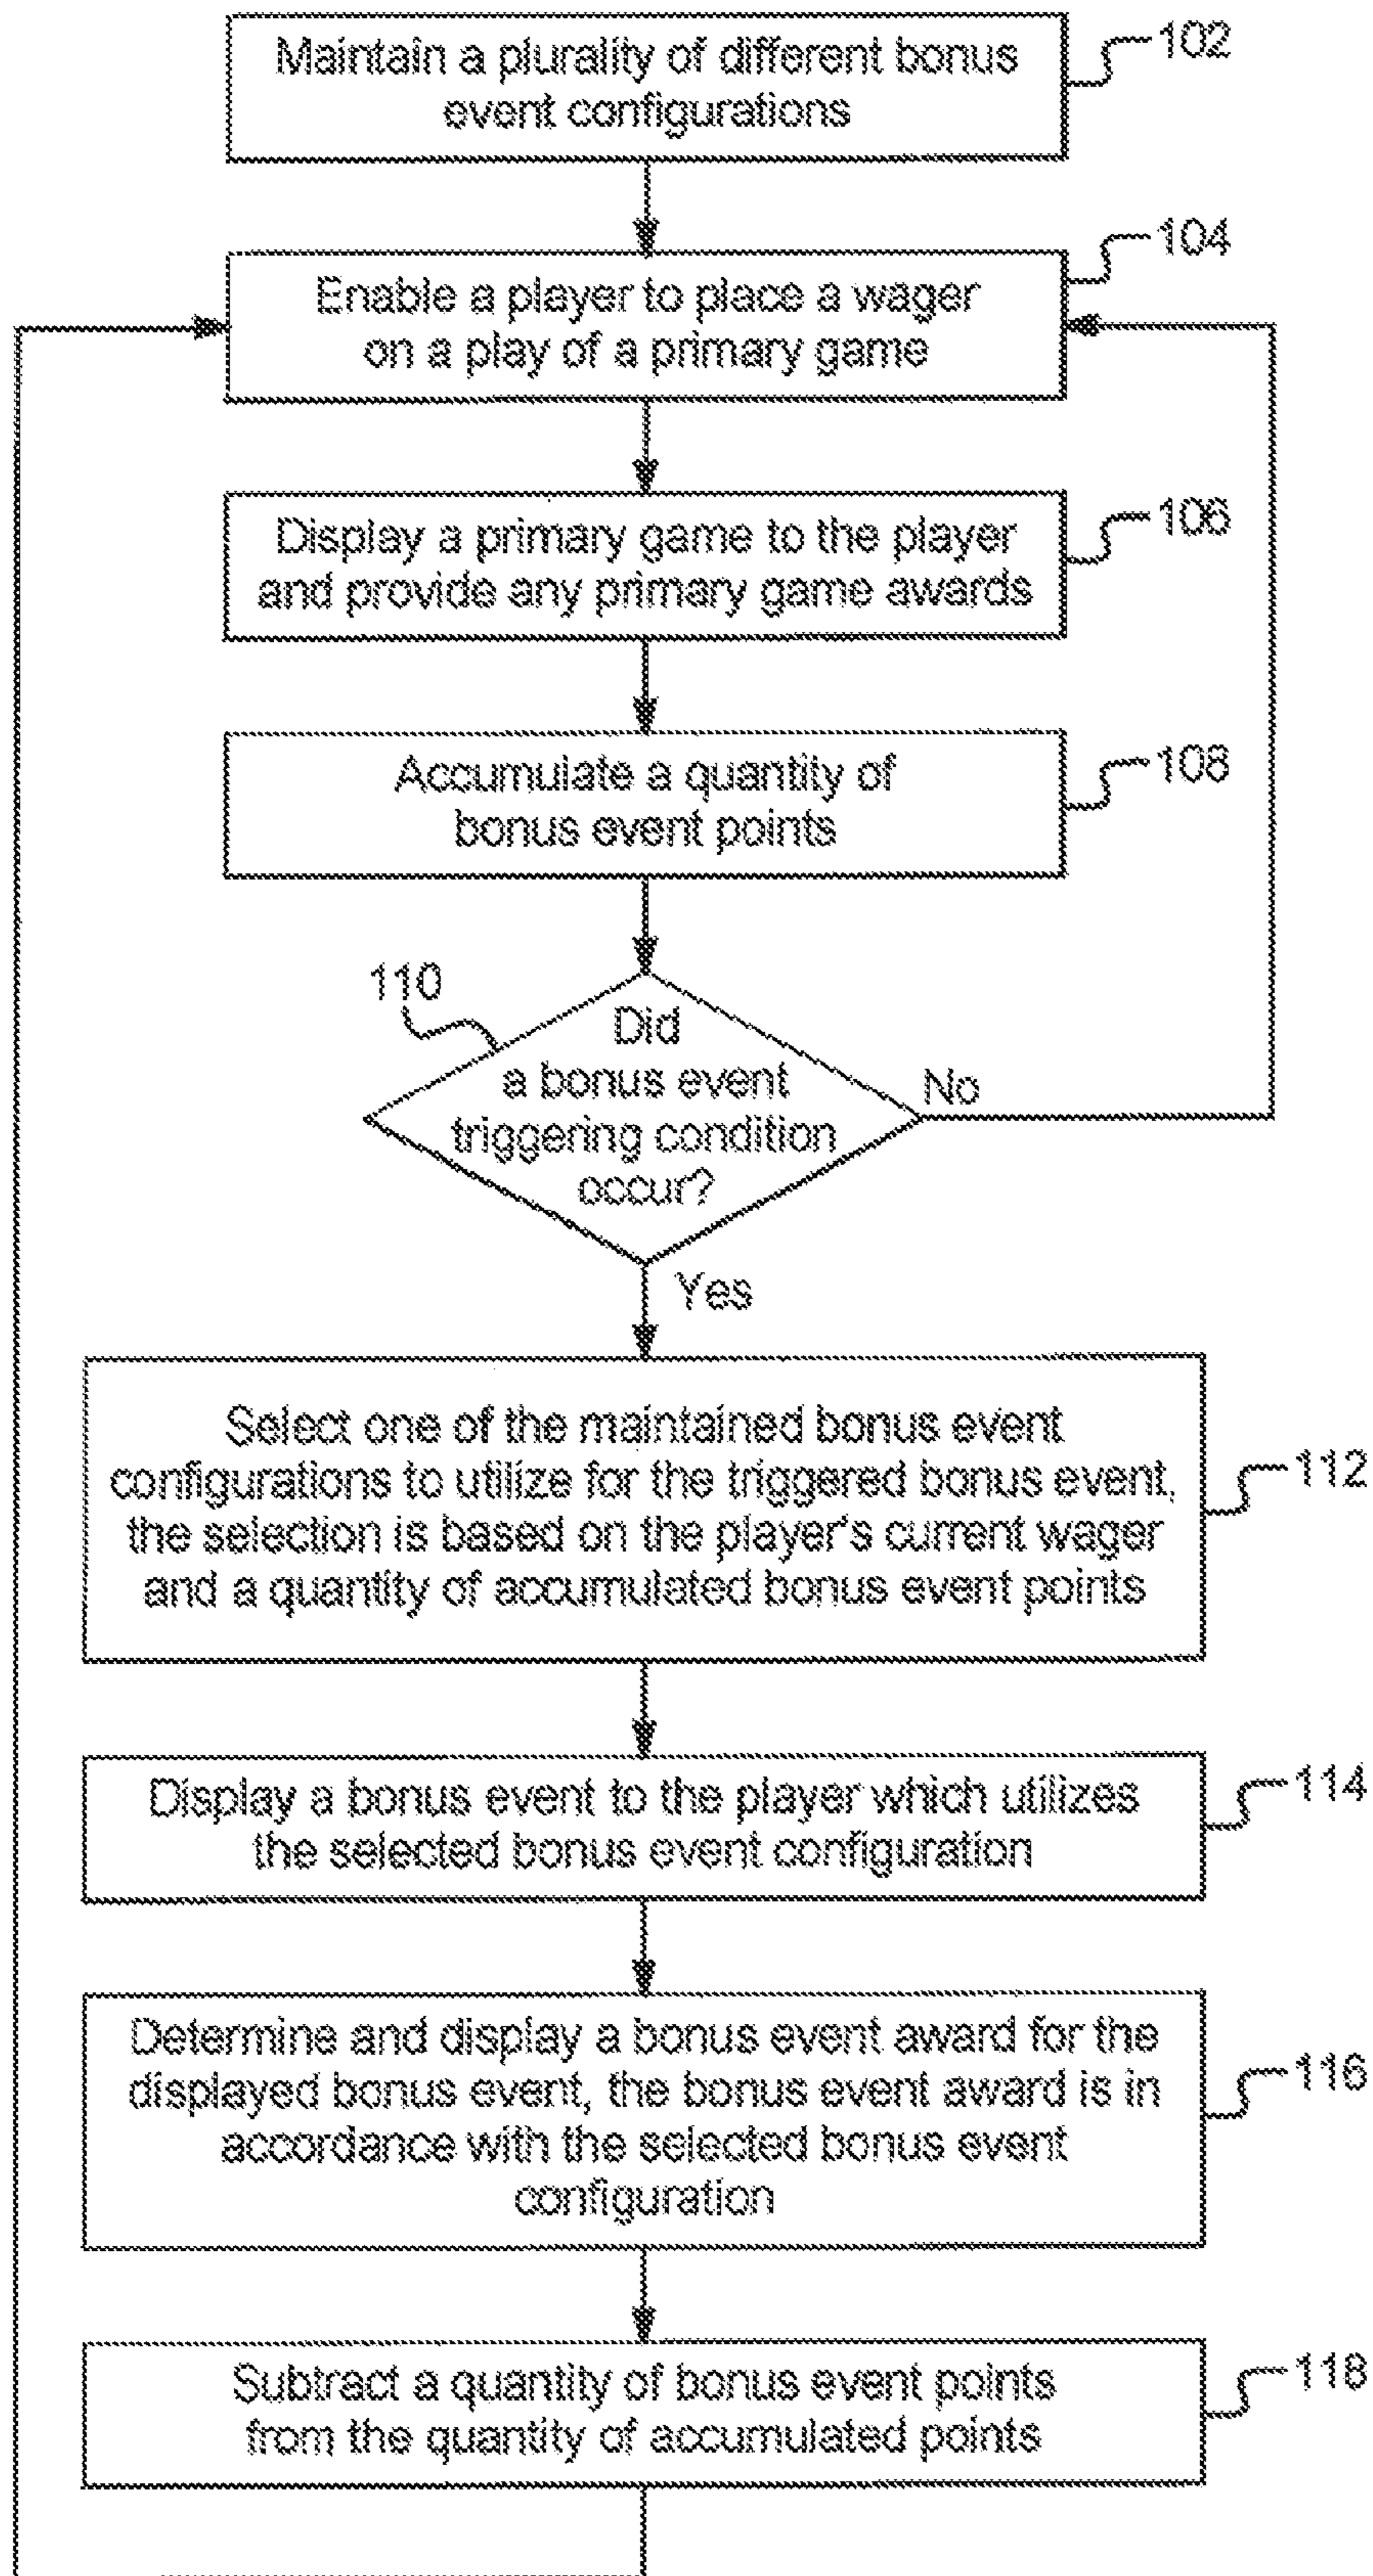 Maintain a plurality of different bonus
event configurations
102
Enable a player to place a wager
on a play of a primary game
104
Display a primary game to the player
and provide any primary game awards
106
Accumulate a quantity of
bonus event points
108
110
Did
a bonus event
triggering condition
occur?
No
Yes
Select one of the maintained bonus event
configurations to utilize for the triggered bonus event,
the selection is based on the player's current wager
and a quantity of accumulated bonus event points
112
Display a bonus event to the player which utilizes
the selected bonus event configuration
114
Determine and display a bonus event award for the
displayed bonus event, the bonus event award is in
accordance with the selected bonus event
configuration
116
Subtract a quantity of bonus event points
from the quantity of accumulated points
118